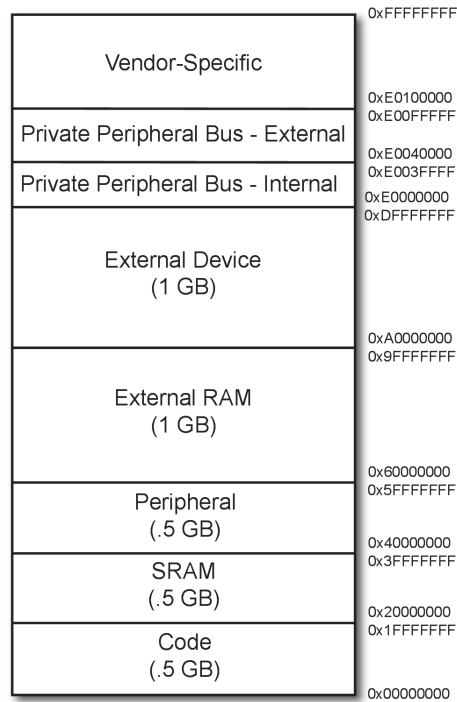 0xFFFFFFFF
Vendor-Specific
0xE0100000
0xE00FFFFF
Private Peripheral Bus - External
0xE0040000
0xE003FFFF
Private Peripheral Bus - Internal
0xE0000000
0xDFFFFFFF
External Device
(1 GB)
0xA0000000
0x9FFFFFFF
External RAM
(1 GB)
0x60000000
0x5FFFFFFF
Peripheral
(.5 GB)
0x40000000
0x3FFFFFFF
SRAM
(.5 GB)
0x20000000
0x1FFFFFFF
Code
(.5 GB)
0x00000000